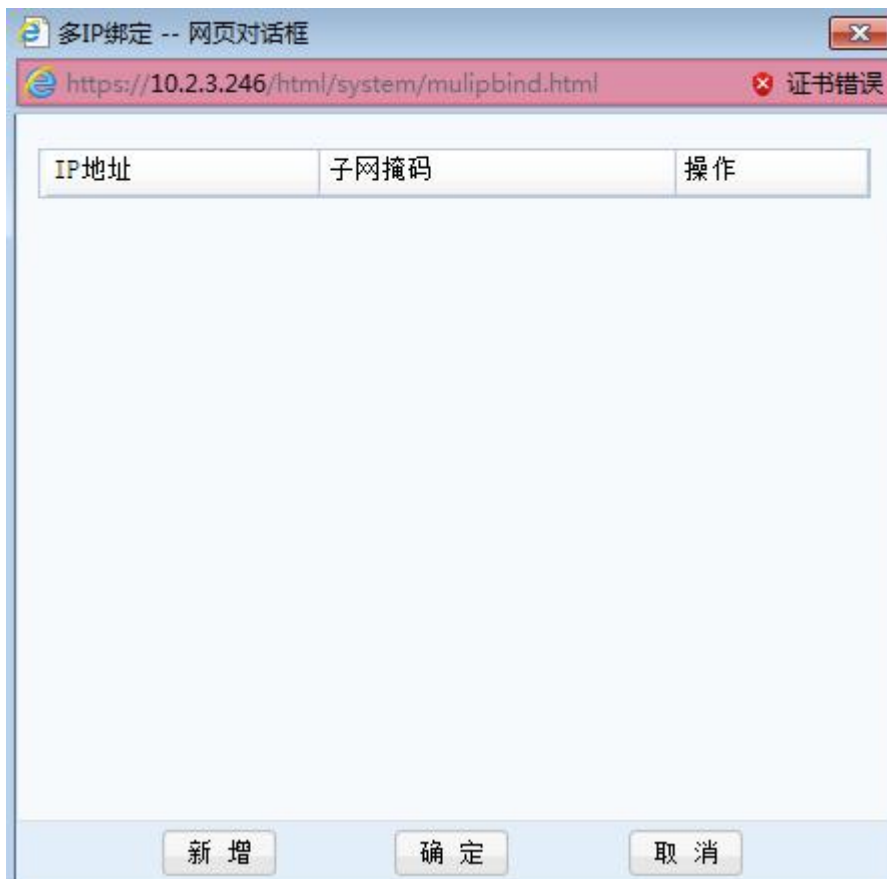 多IP绑定 -- 网页对话框
https://10.2.3.246/html/system/mulipbind.html 证书错误
IP地址 子网掩码 操作
新 增 确 定 取 消